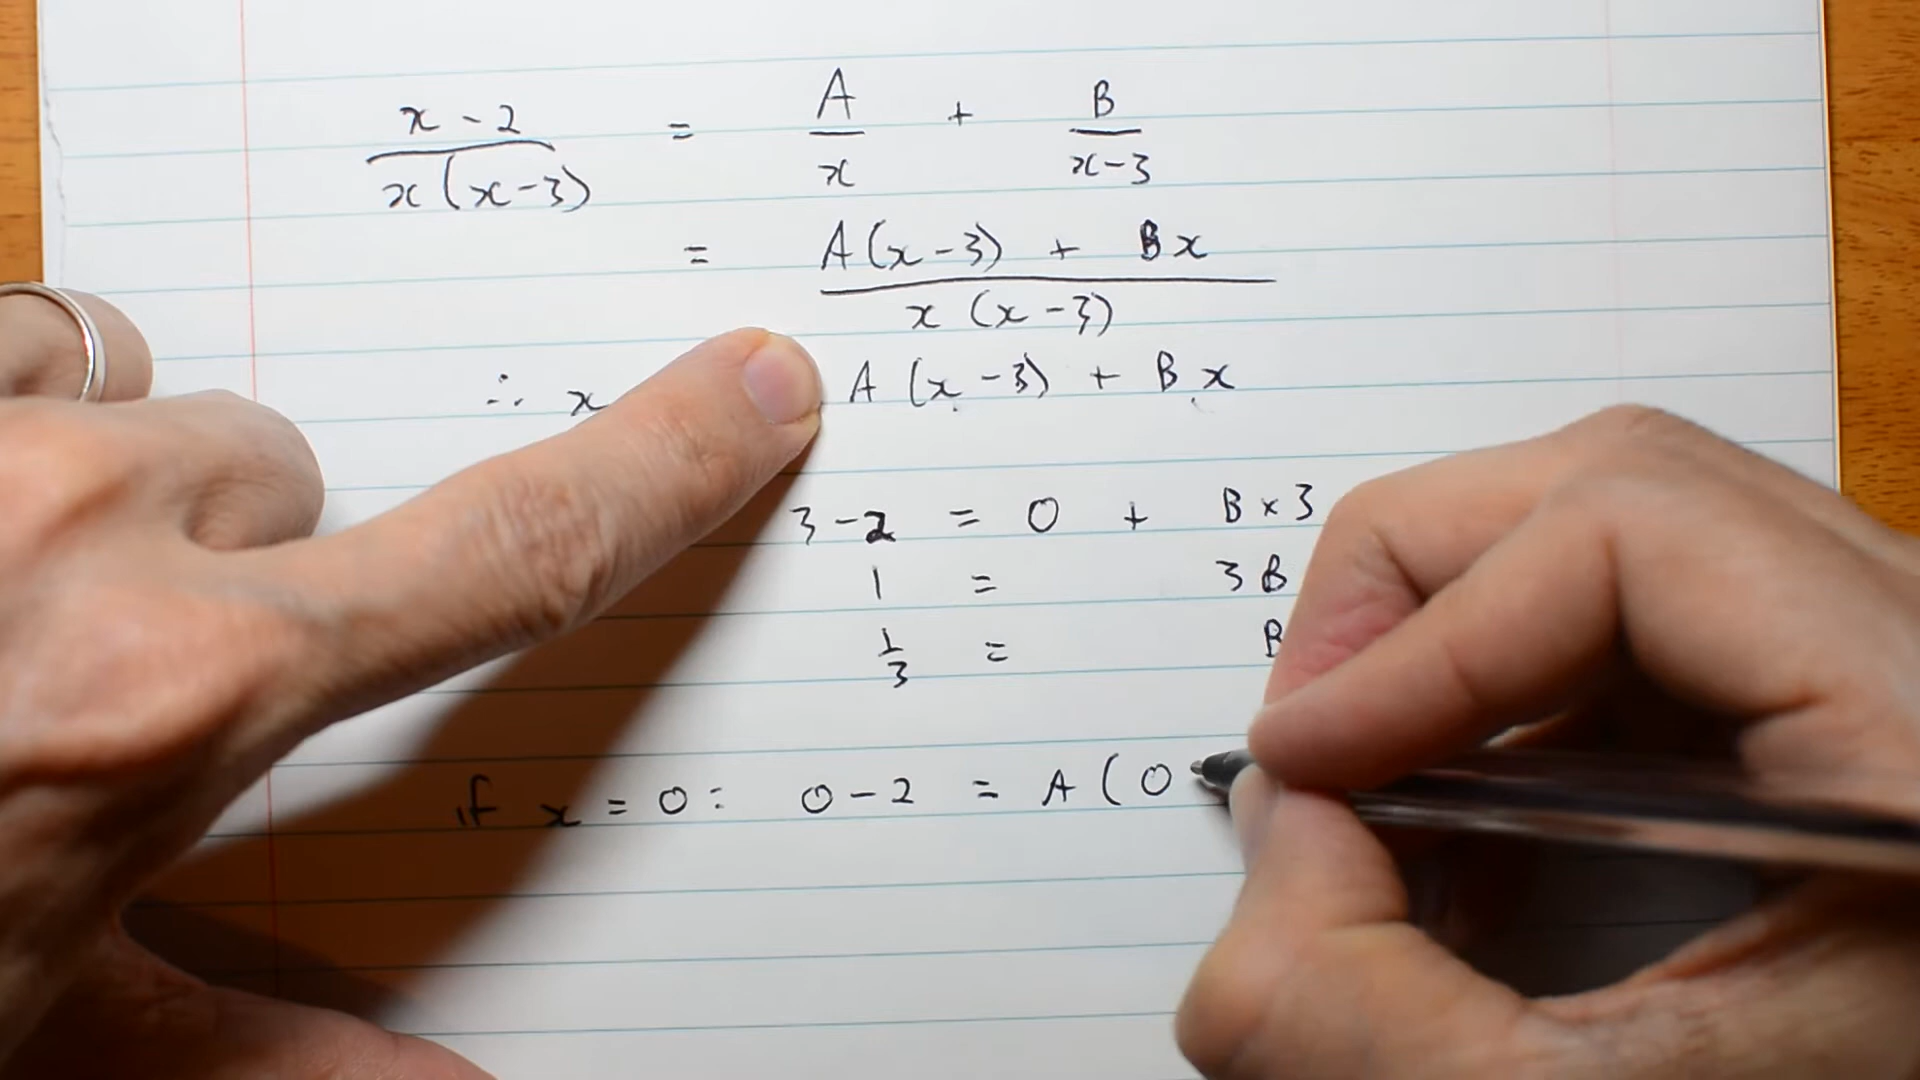 x - 2 / x (x - 3) = A / x + B / x - 3
= A (x - 3) + B x / x (x - 3)
∴ x A (x - 3) + B x
3 - 2 = 0 + B x 3
1 = 3 B
1 / 3 = B
if x = 0 : 0 - 2 = A ( 0